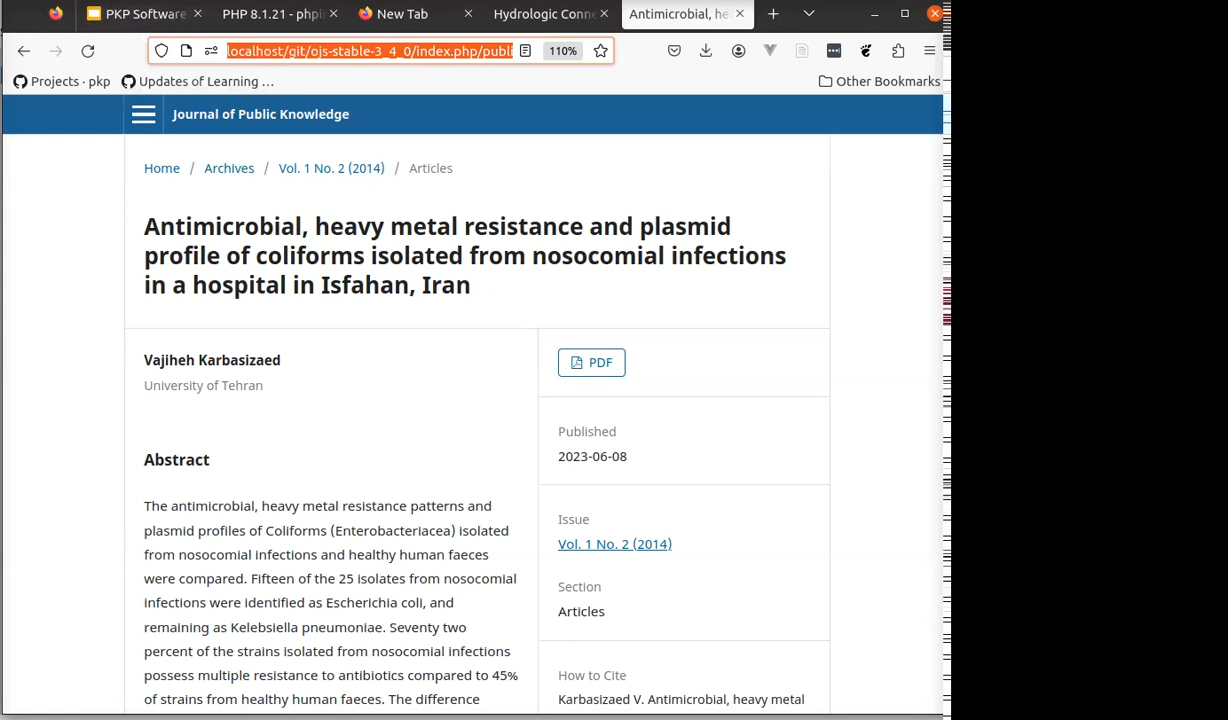 PKP Software
PHP 8.1.21 - phpi
New Tab
Hydrologic Conne
Antimicrobial, he
localhost/git/ojs-stable-3_4_0/index.php/publi
110%
Projects · pkp
Updates of Learning ...
Other Bookmarks
Journal of Public Knowledge
Home / Archives / Vol. 1 No. 2 (2014) / Articles
Antimicrobial, heavy metal resistance and plasmid
profile of coliforms isolated from nosocomial infections
in a hospital in Isfahan, Iran
Vajiheh Karbasizaed
University of Tehran
Abstract
The antimicrobial, heavy metal resistance patterns and
plasmid profiles of Coliforms (Enterobacteriacea) isolated
from nosocomial infections and healthy human faeces
were compared. Fifteen of the 25 isolates from nosocomial
infections were identified as Escherichia coli, and
remaining as Kelebsiella pneumoniae. Seventy two
percent of the strains isolated from nosocomial infections
possess multiple resistance to antibiotics compared to 45%
of strains from healthy human faeces. The difference
PDF
Published
2023-06-08
Issue
Vol. 1 No. 2 (2014)
Section
Articles
How to Cite
Karbasizaed V. Antimicrobial, heavy metal